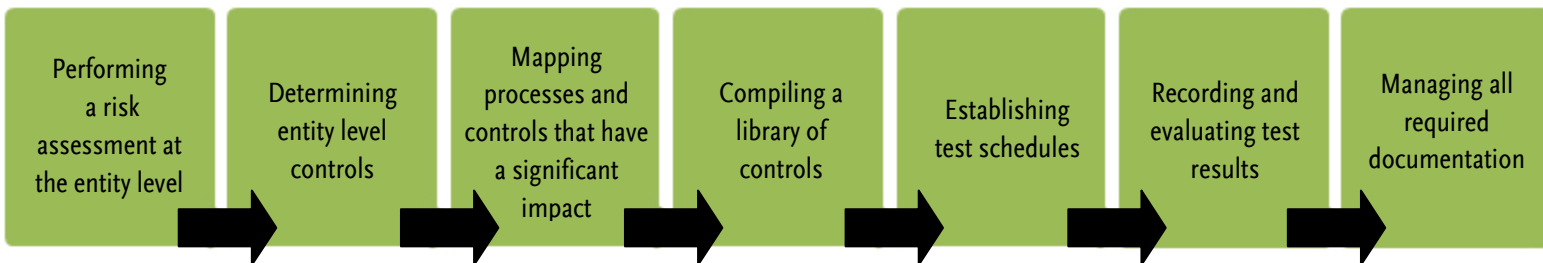 Performing
a risk
assessment at
the entity level
Determining
entity level
controls
Mapping
processes and
controls that have
a significant
impact
Compiling a
library of
controls
Establishing
test schedules
Recording and
evaluating test
results
Managing all
required
documentation